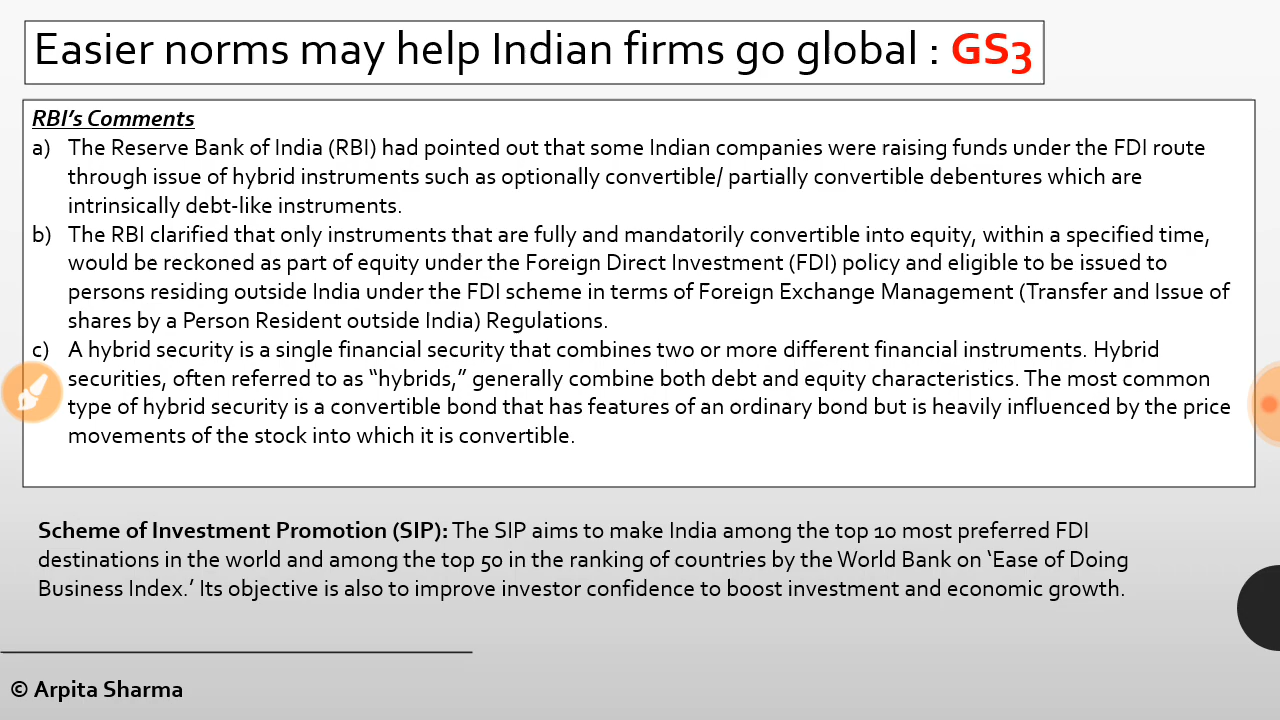 Easier norms may help Indian firms go global : GS3
RBI's Comments
a) The Reserve Bank of India (RBI) had pointed out that some Indian companies were raising funds under the FDI route
through issue of hybrid instruments such as optionally convertible/ partially convertible debentures which are
intrinsically debt-like instruments.
b) The RBI clarified that only instruments that are fully and mandatorily convertible into equity, within a specified time,
would be reckoned as part of equity under the Foreign Direct Investment (FDI) policy and eligible to be issued to
persons residing outside India under the FDI scheme in terms of Foreign Exchange Management (Transfer and Issue of
shares by a Person Resident outside India) Regulations.
c) A hybrid security is a single financial security that combines two or more different financial instruments. Hybrid
securities, often referred to as “hybrids,” generally combine both debt and equity characteristics. The most common
type of hybrid security is a convertible bond that has features of an ordinary bond but is heavily influenced by the price
movements of the stock into which it is convertible.
Scheme of Investment Promotion (SIP): The SIP aims to make India among the top 10 most preferred FDI
destinations in the world and among the top 50 in the ranking of countries by the World Bank on ‘Ease of Doing
Business Index.’ Its objective is also to improve investor confidence to boost investment and economic growth.
© Arpita Sharma